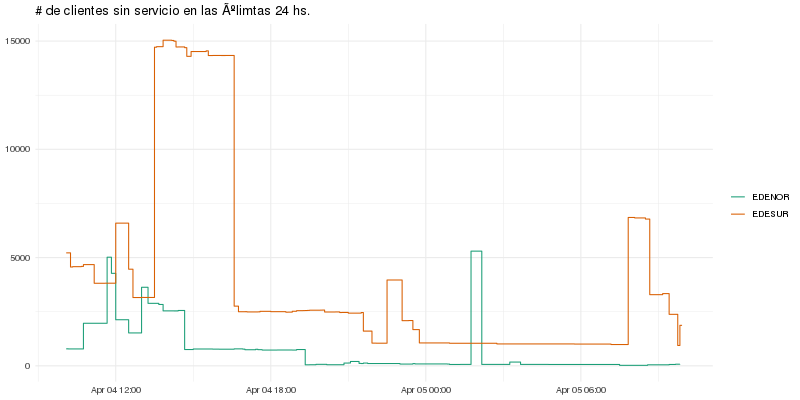 # de clientes sin servicio en las Ãºlimtas 24 hs.
15000
10000
5000
0
Apr 04 12:00
Apr 04 18:00
Apr 05 00:00
Apr 05 06:00
EDENOR
EDESUR